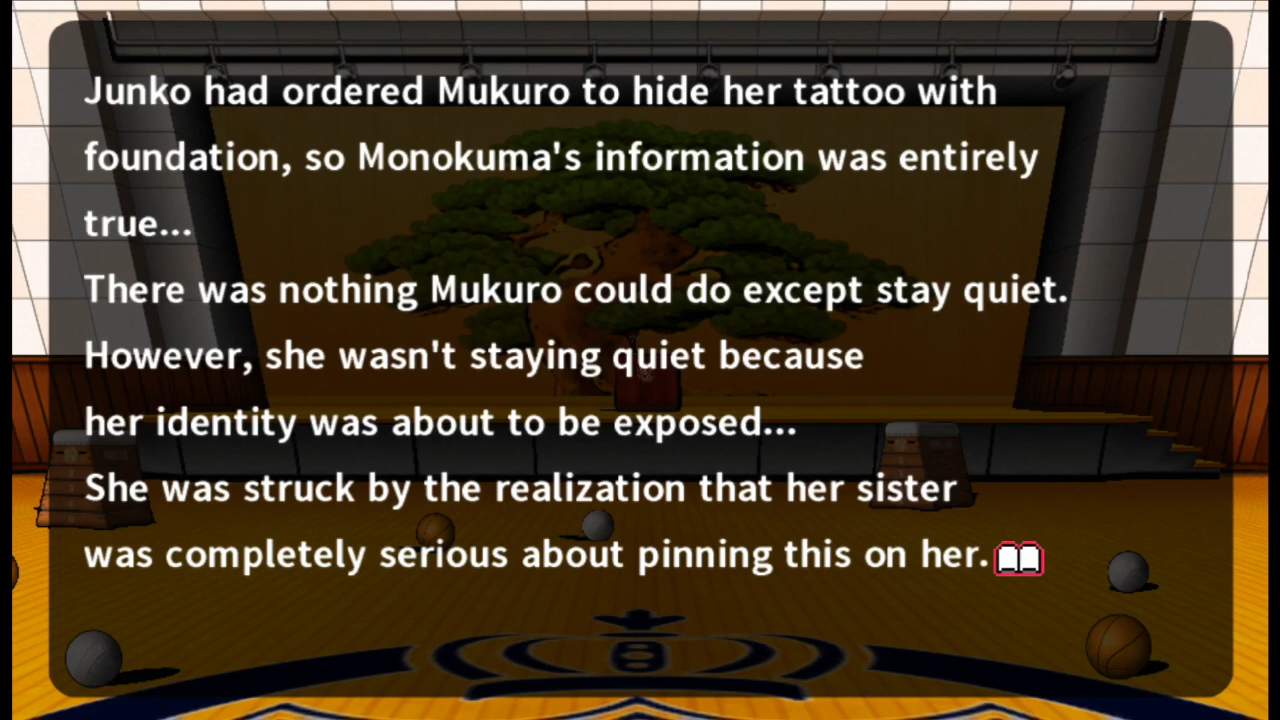 Junko had ordered Mukuro to hide her tattoo with
foundation, so Monokuma's information was entirely
true...
There was nothing Mukuro could do except stay quiet.
However, she wasn't staying quiet because
her identity was about to be exposed...
She was struck by the realization that her sister
was completely serious about pinning this on her.